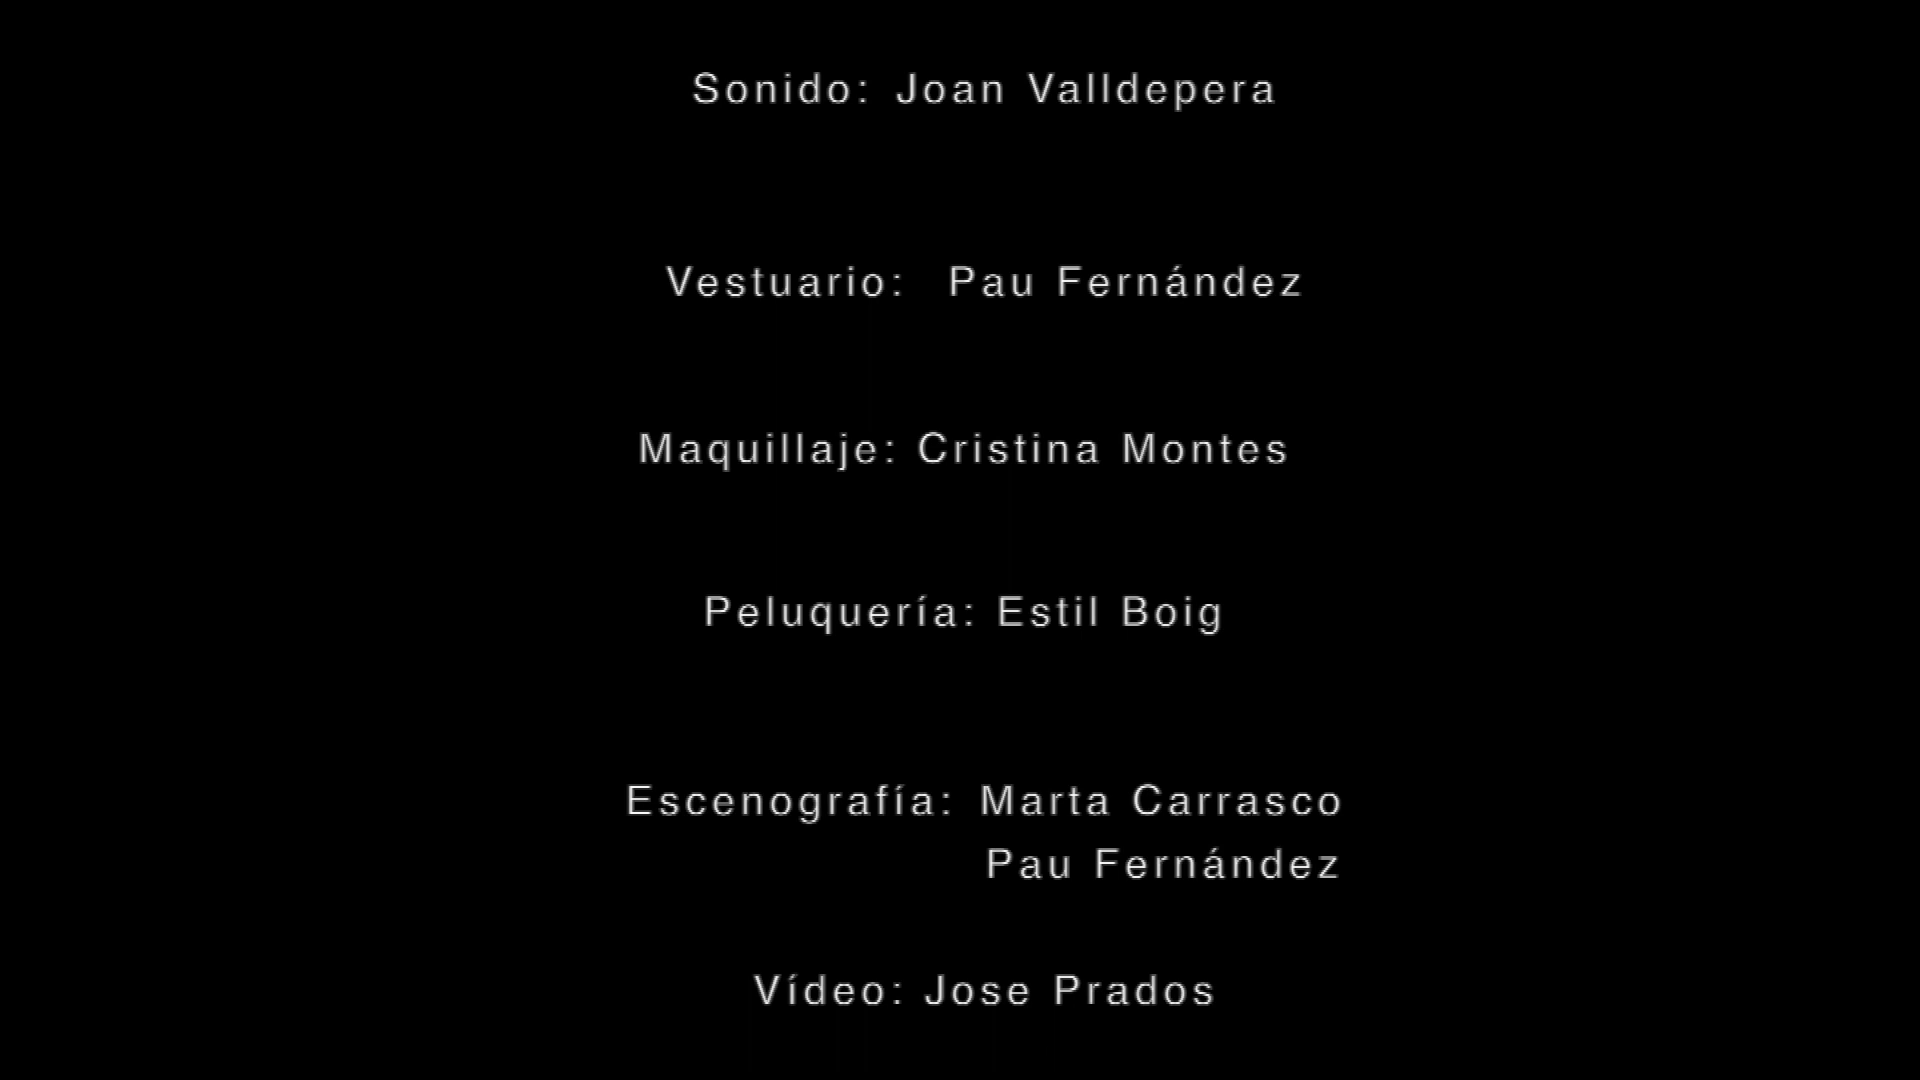 Sonido: Joan Valldepera
Vestuario: Pau Fernández
Maquillaje: Cristina Montes
Peluquería: Estil Boig
Escenografía: Marta Carrasco
Pau Fernández
Vídeo: Jose Prados